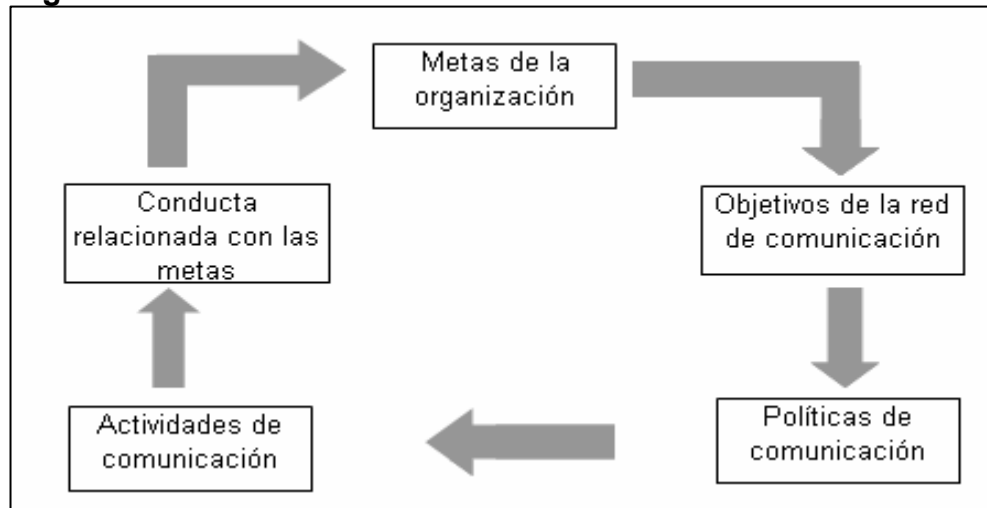 Metas de la
organización
Conducta
relacionada con las
metas
Objetivos de la red
de comunicación
Actividades de
comunicación
Políticas de
comunicación